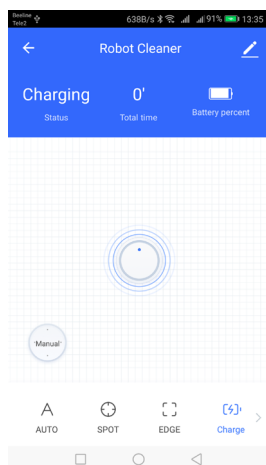 Beeline
Tele2
638B/s 91% 13:35
Robot Cleaner
Charging 0'
Status Total time Battery percent
Manual
A
AUTO SPOT EDGE Charge